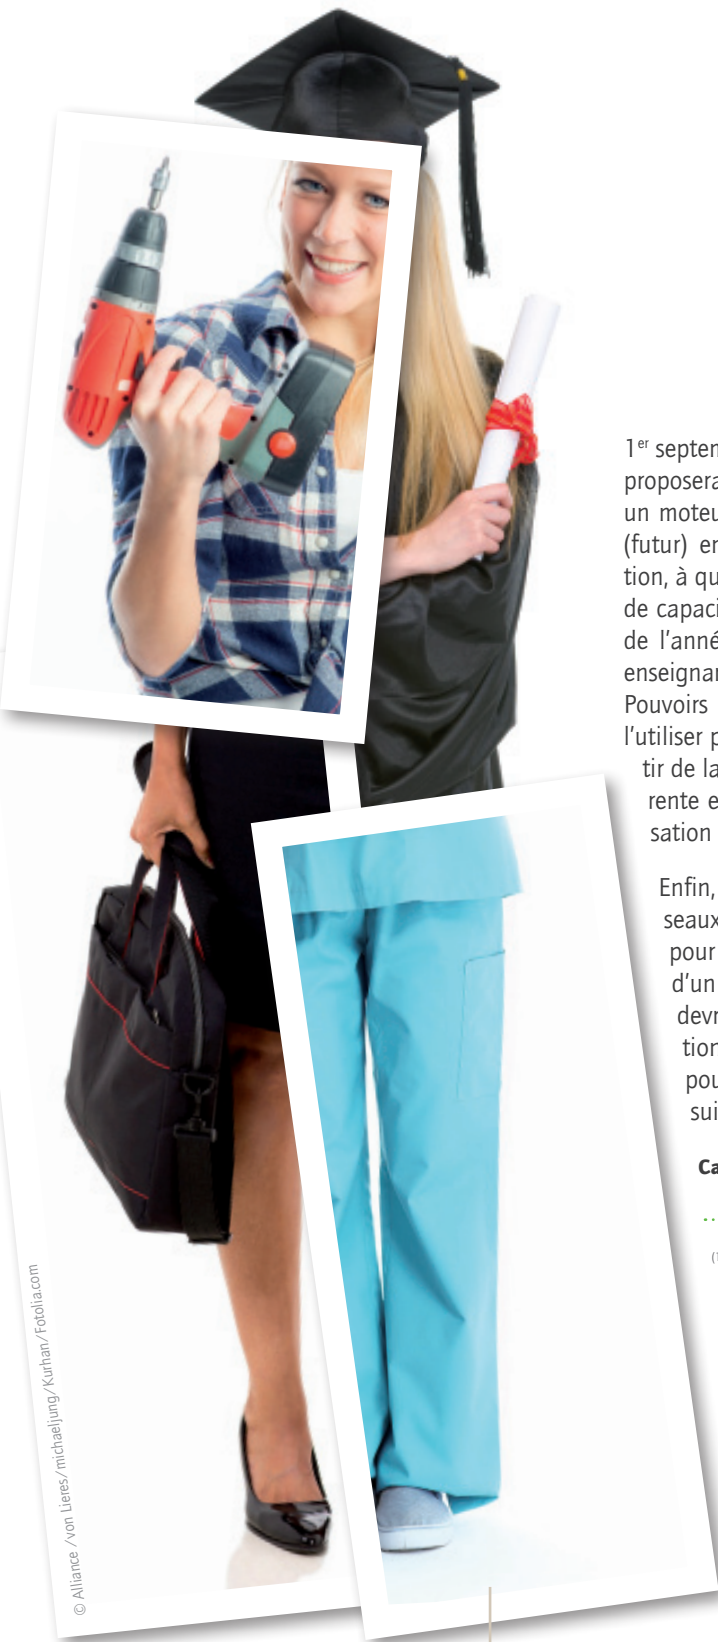 1er septem
proposera
un moteu
(futur) en
tion, à qu
de capaci
de l'anné
enseignan
Pouvoirs
l'utiliser p
tir de la
rente e
sation
Enfin,
seaux
pour
d'un
devr
tion
pou
sui
Ca
..
(1
© Alliance /von Lieres/michaeljung/Kurhan/Fotolia.com